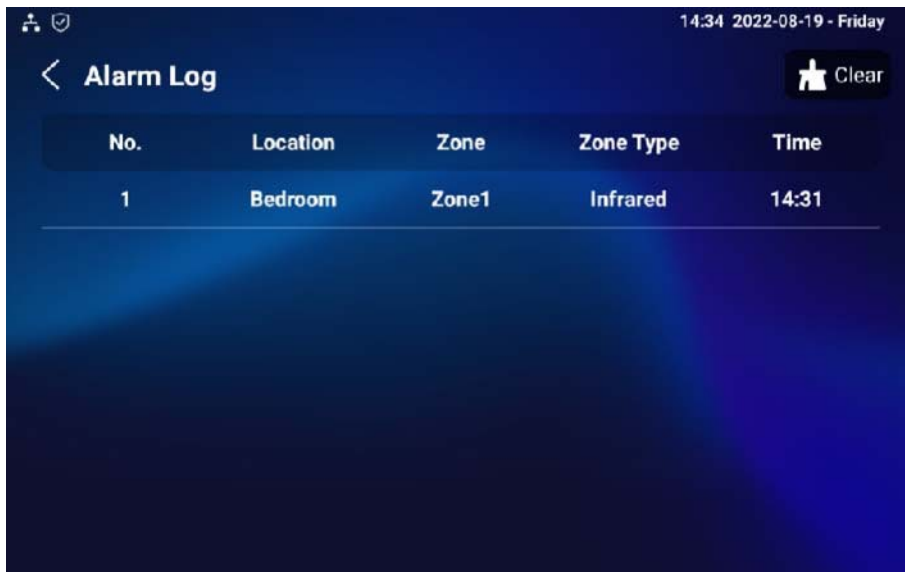 14:34 2022-08-19 - Friday
Alarm Log
Clear
No. Location Zone Zone Type Time
1 Bedroom Zone1 Infrared 14:31